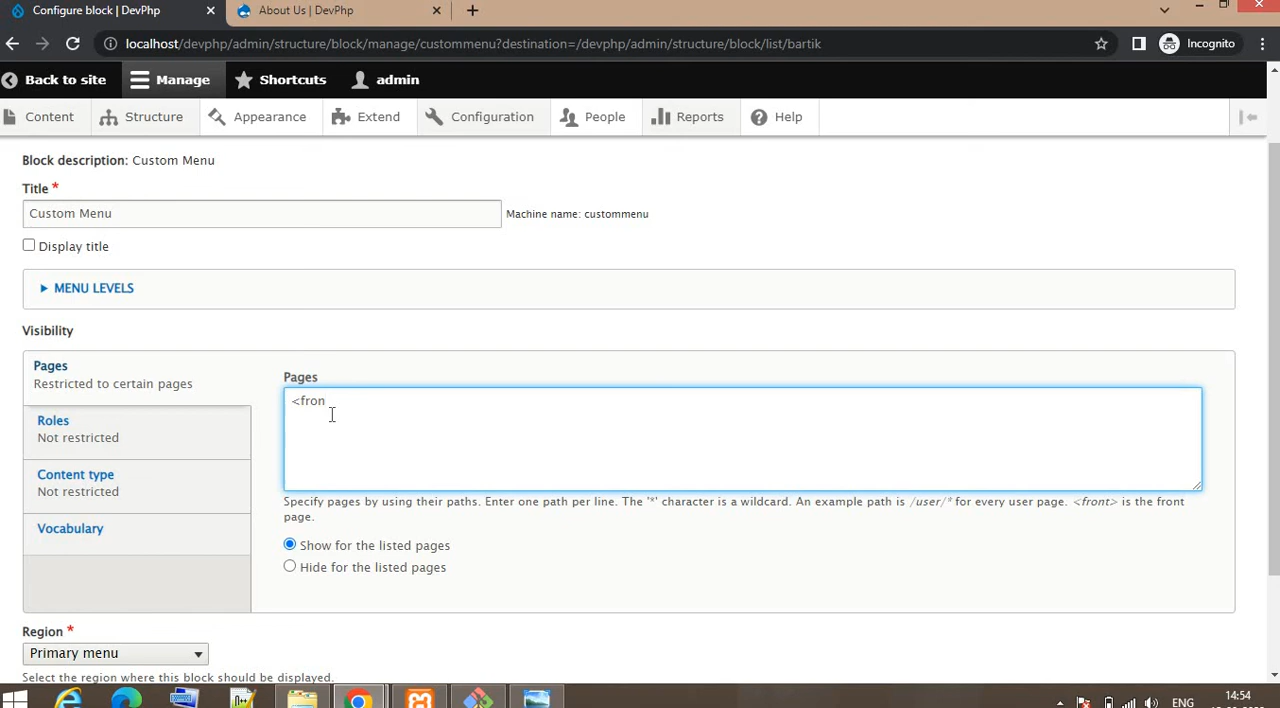 Configure block | DevPhp
About Us | DevPhp
localhost/devphp/admin/structure/block/manage/custommenu?destination=/devphp/admin/structure/block/list/bartik
Incognito
Back to site
Manage
Shortcuts
admin
Content
Structure
Appearance
Extend
Configuration
People
Reports
Help
Block description: Custom Menu
Title *
Custom Menu
Machine name: custommenu
Display title
MENU LEVELS
Visibility
Pages
Restricted to certain pages
Roles
Not restricted
Content type
Not restricted
Vocabulary
Pages
<fron
Specify pages by using their paths. Enter one path per line. The '*' character is a wildcard. An example path is /user/* for every user page. <front> is the front
page.
Show for the listed pages
Hide for the listed pages
Region *
Primary menu
Select the region where this block should be displayed.
ENG
14:54